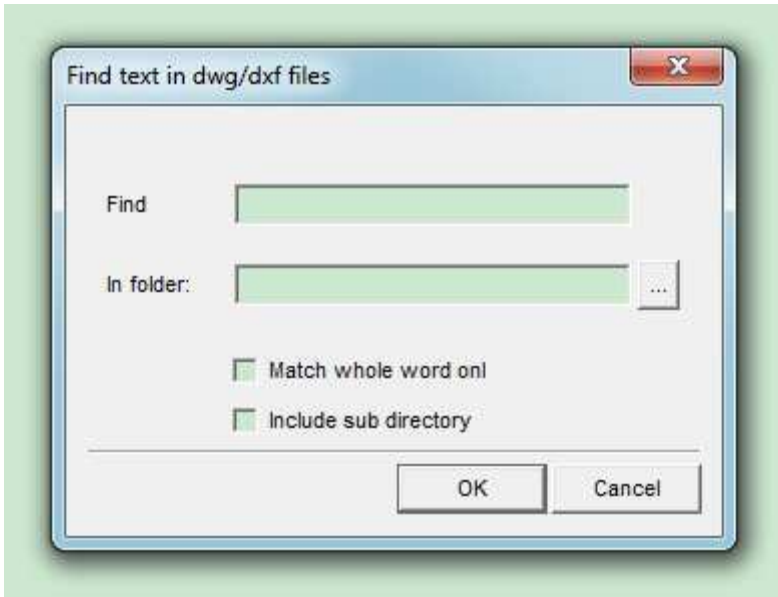 Find text in dwg/dxf files
Find
In folder:
...
Match whole word onl
Include sub directory
OK
Cancel